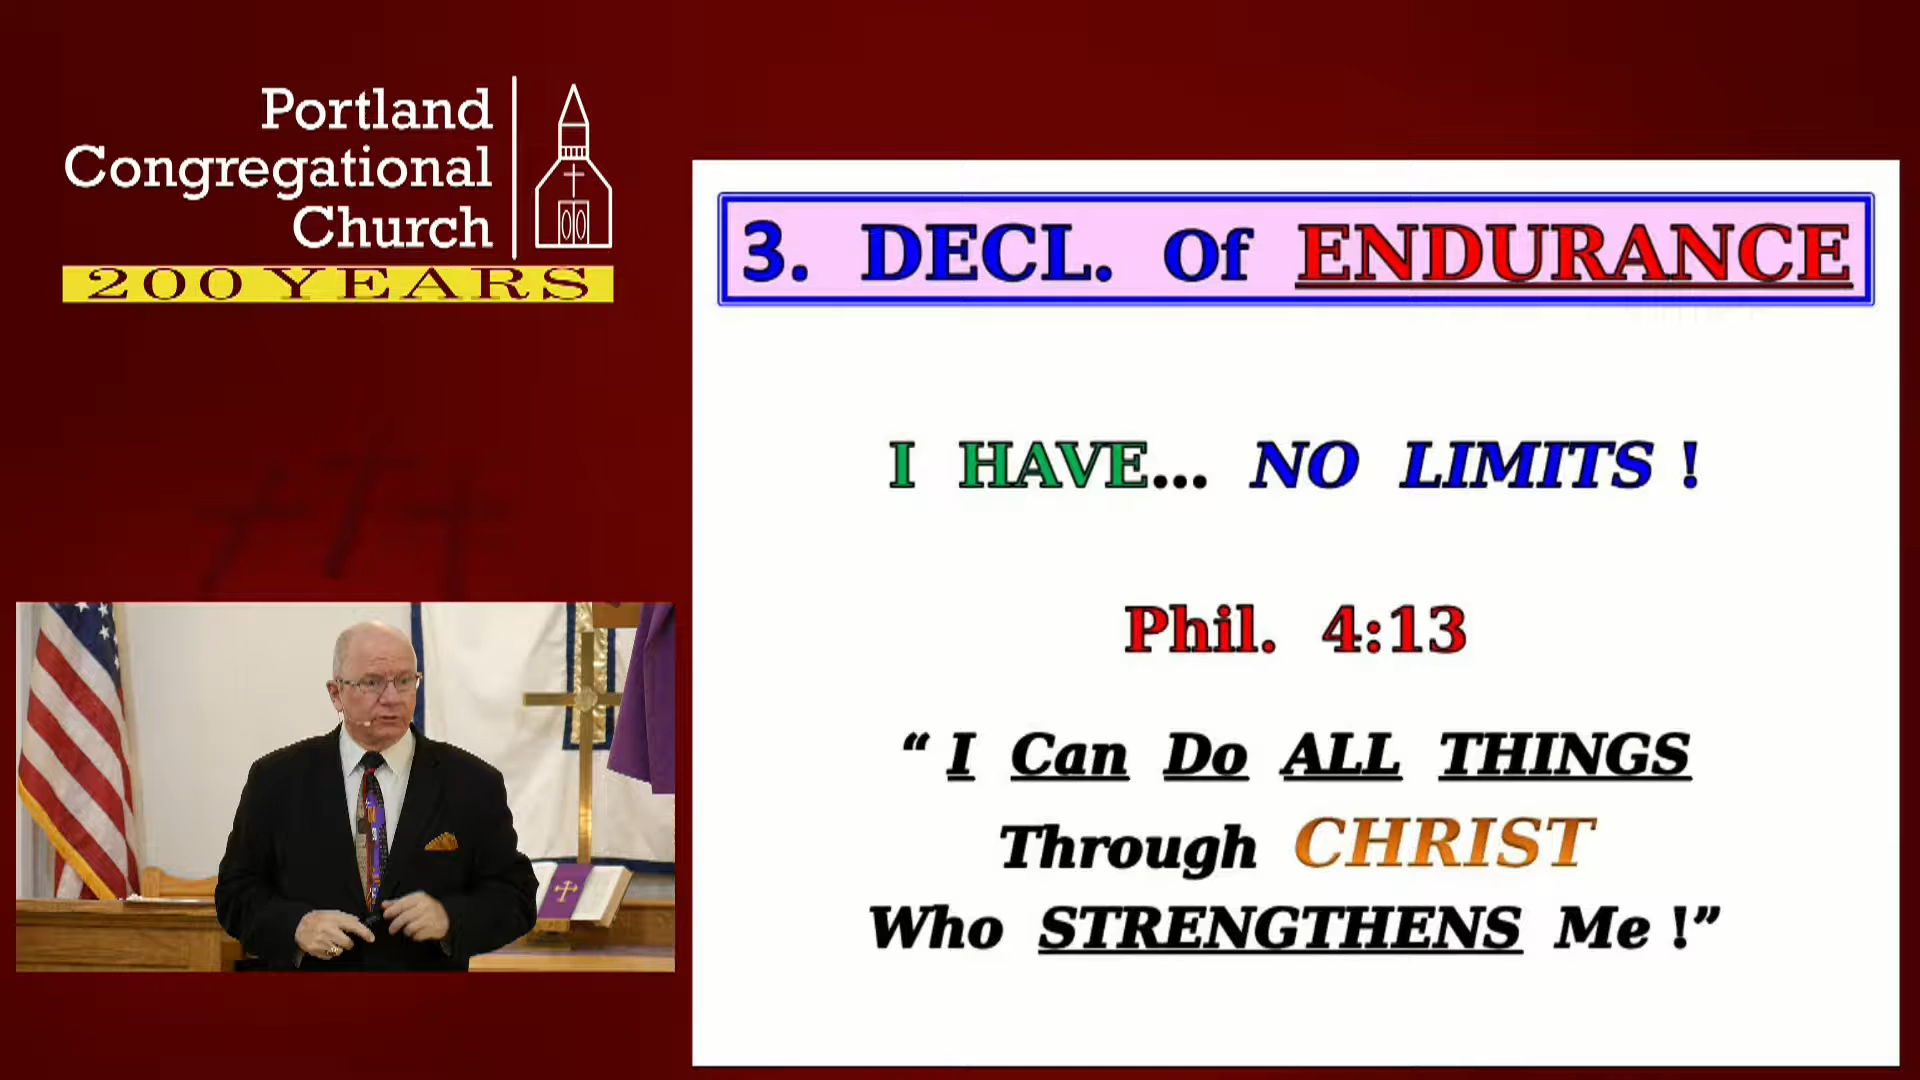 Portland
Congregational
Church
200 YEARS
3. DECL. Of ENDURANCE
I HAVE... NO LIMITS !
Phil. 4:13
“ I Can Do ALL THINGS
Through CHRIST
Who STRENGTHENS Me !”